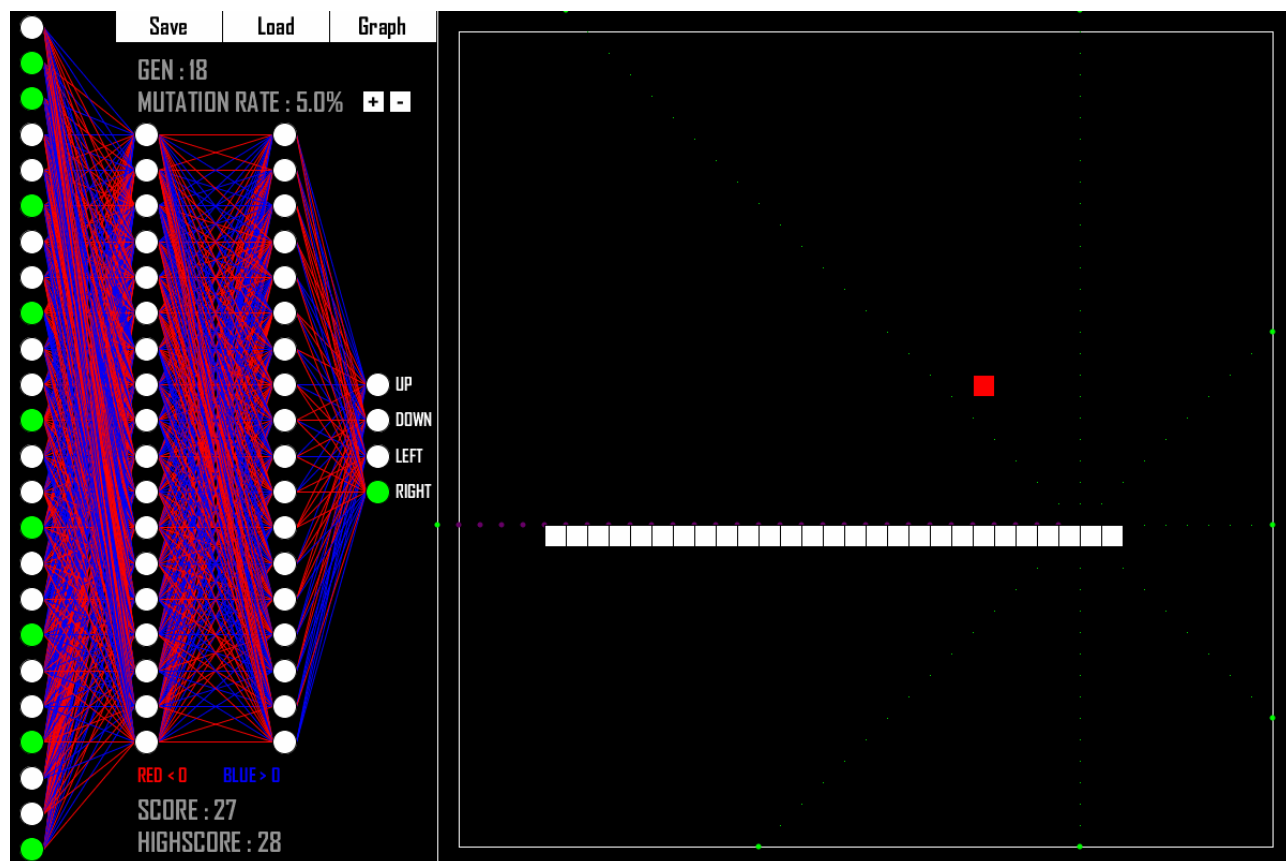 Save Load Graph
GEN : 18
MUTATION RATE : 5.0% + -
UP
DOWN
LEFT
RIGHT
RED < 0 BLUE > 0
SCORE : 27
HIGHSCORE : 28